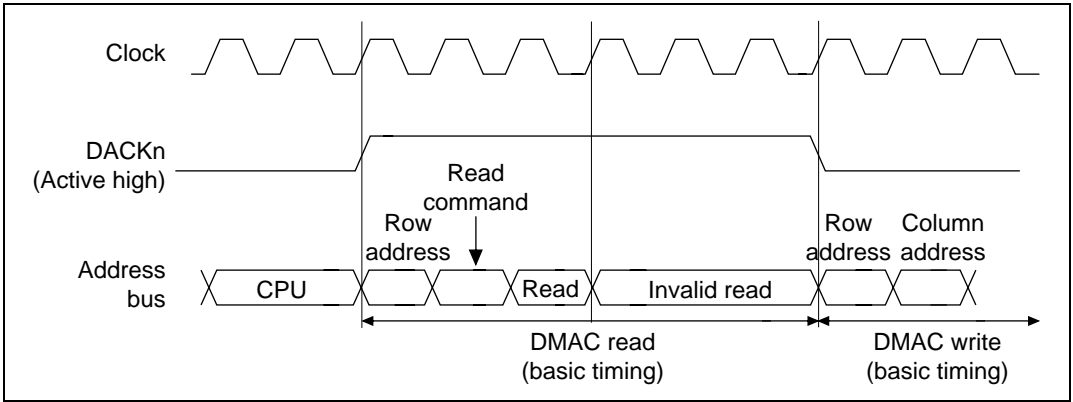 Clock
DACKn
(Active high)
Read
command
Row
address
Row
address
Column
address
Address
bus
CPU
Read
Invalid read
DMAC read
(basic timing)
DMAC write
(basic timing)